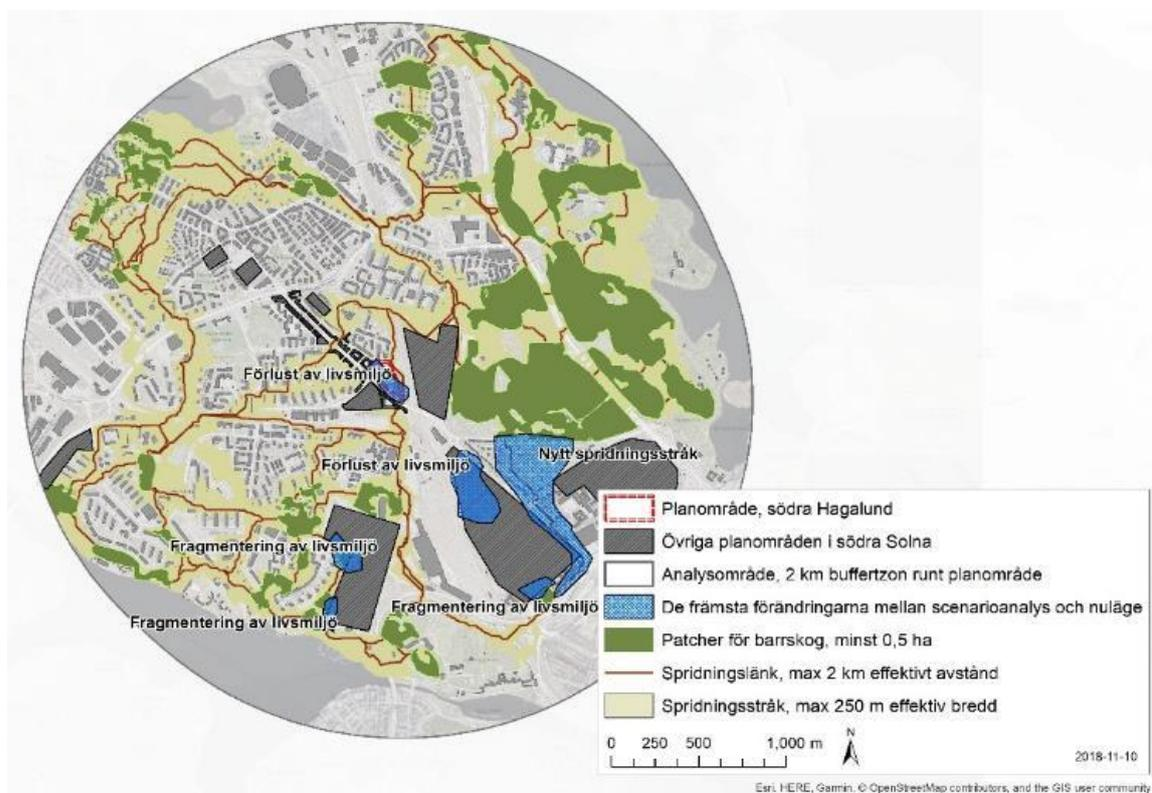 Förlust av livsmiljö
Förlust av livsmiljö
Nytt spridningsstråk
Fragmentering av livsmiljö
Fragmentering av livsmiljö
Fragmentering av livsmiljö
Planområde, södra Hagalund
Övriga planområden i södra Solna
Analysområde, 2 km buffertzon runt planområde
De främsta förändringarna mellan scenarioanalys och nuläge
Patcher för barrskog, minst 0,5 ha
Spridningslänk, max 2 km effektivt avstånd
Spridningsstråk, max 250 m effektiv bredd
0 250 500 1,000 m
N
2018-11-10
Esri, HERE, Garmin, © OpenStreetMap contributors, and the GIS user community